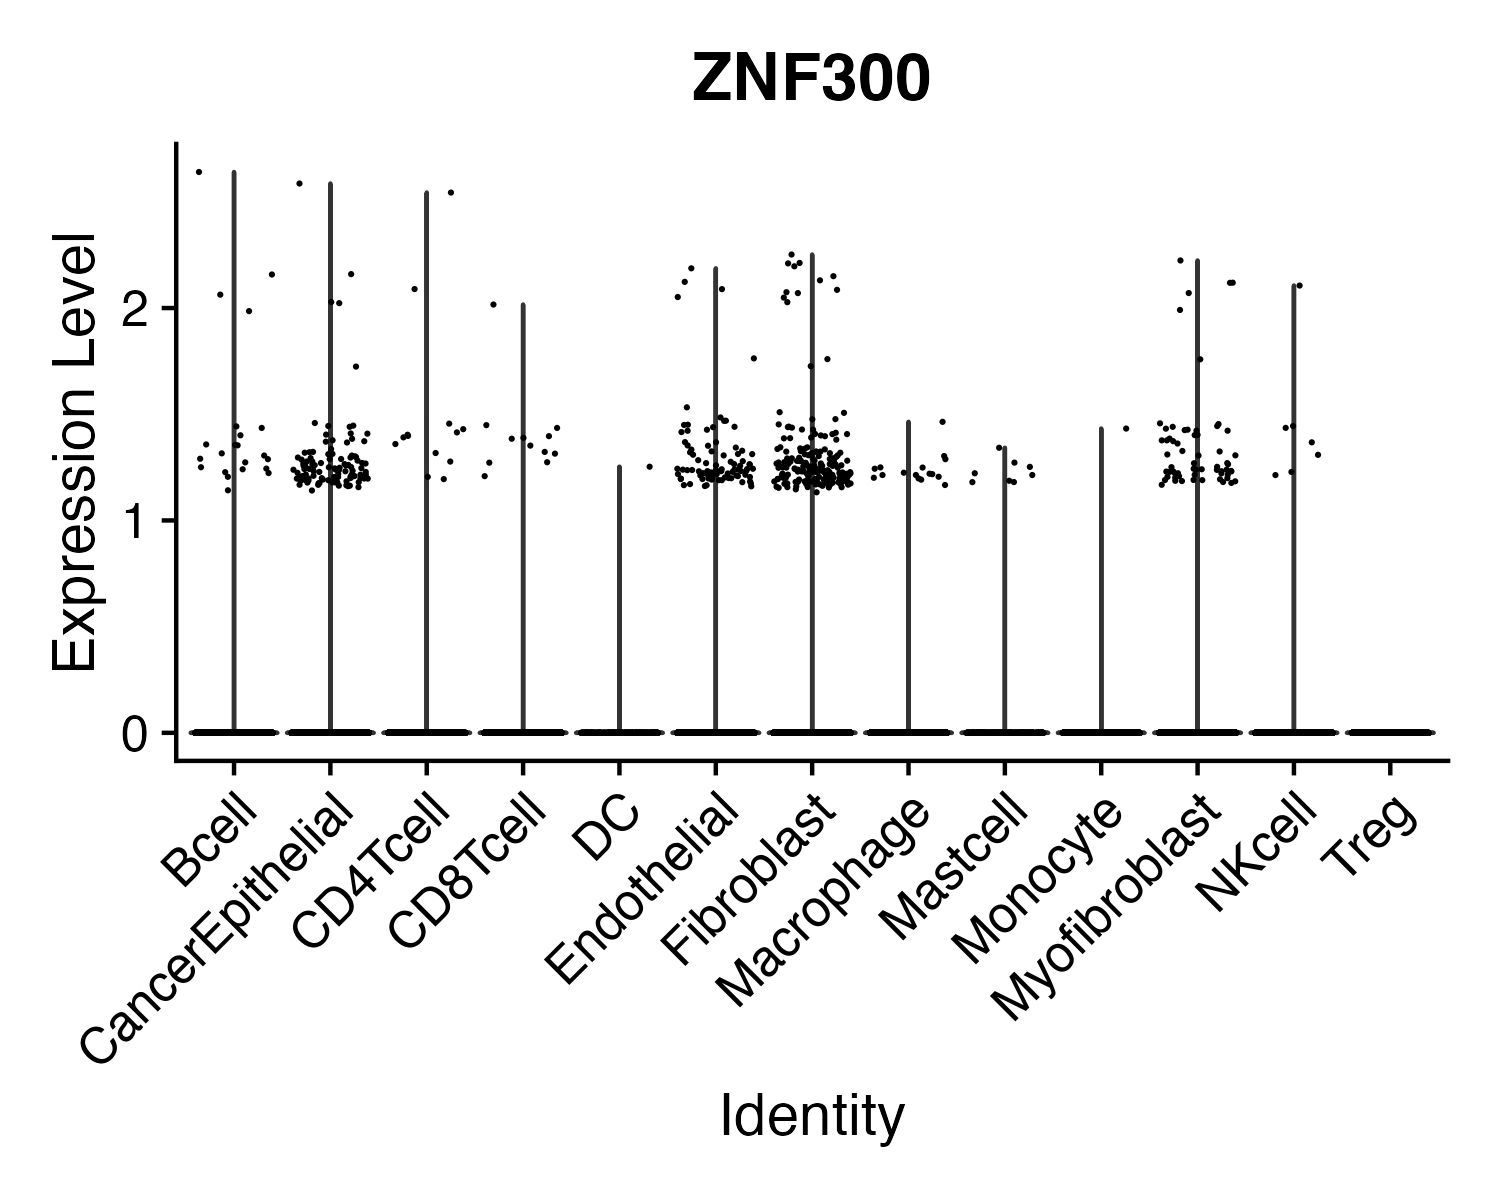 ZNF300
Expression Level
2
1
0
Bcell
CancerEpithelial
CD4Tcell
CD8Tcell
DC
Endothelial
Fibroblast
Macrophage
Mastcell
Monocyte
Myofibroblast
NKcell
Treg
Identity